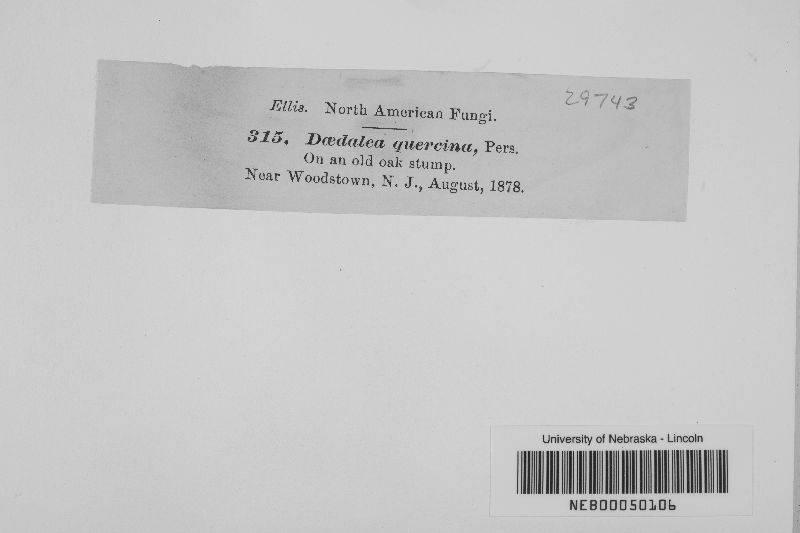 29743
Ellis. North American Fungi.
315. Dædalea quercina, Pers.
On an old oak stump.
Near Woodstown, N. J., August, 1878.
University of Nebraska - Lincoln
NEB00050106